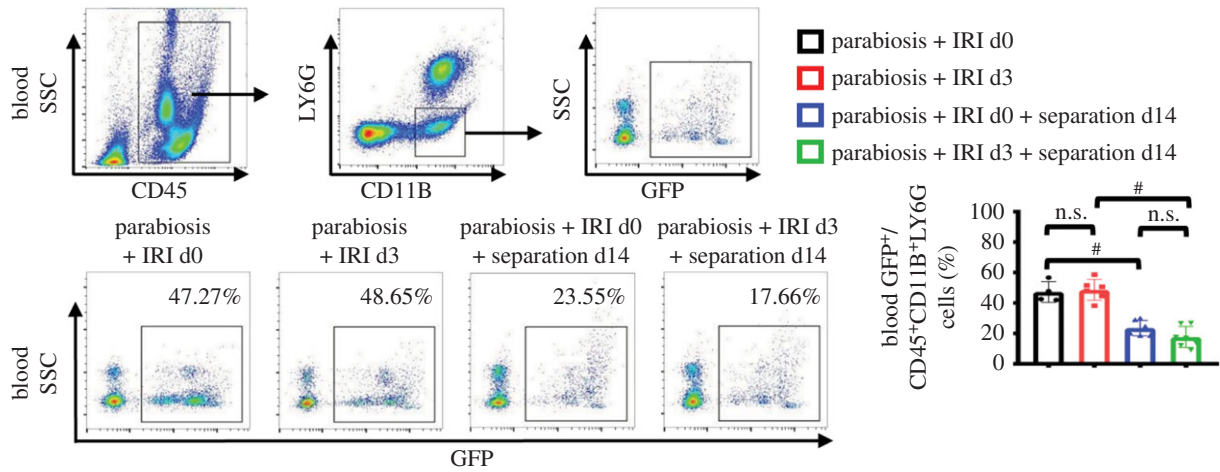 blood
SSC
CD45
LY6G
CD11B
SSC
GFP
parabiosis + IRI d0
parabiosis + IRI d3
parabiosis + IRI d0 + separation d14
parabiosis + IRI d3 + separation d14
parabiosis
+ IRI d0
parabiosis
+ IRI d3
parabiosis + IRI d0
+ separation d14
parabiosis + IRI d3
+ separation d14
blood
SSC
47.27%
48.65%
23.55%
17.66%
GFP
blood GFP+/
CD45+CD11B+LY6G
cells (%)
100
80
60
40
20
0
n.s.
#
#
n.s.